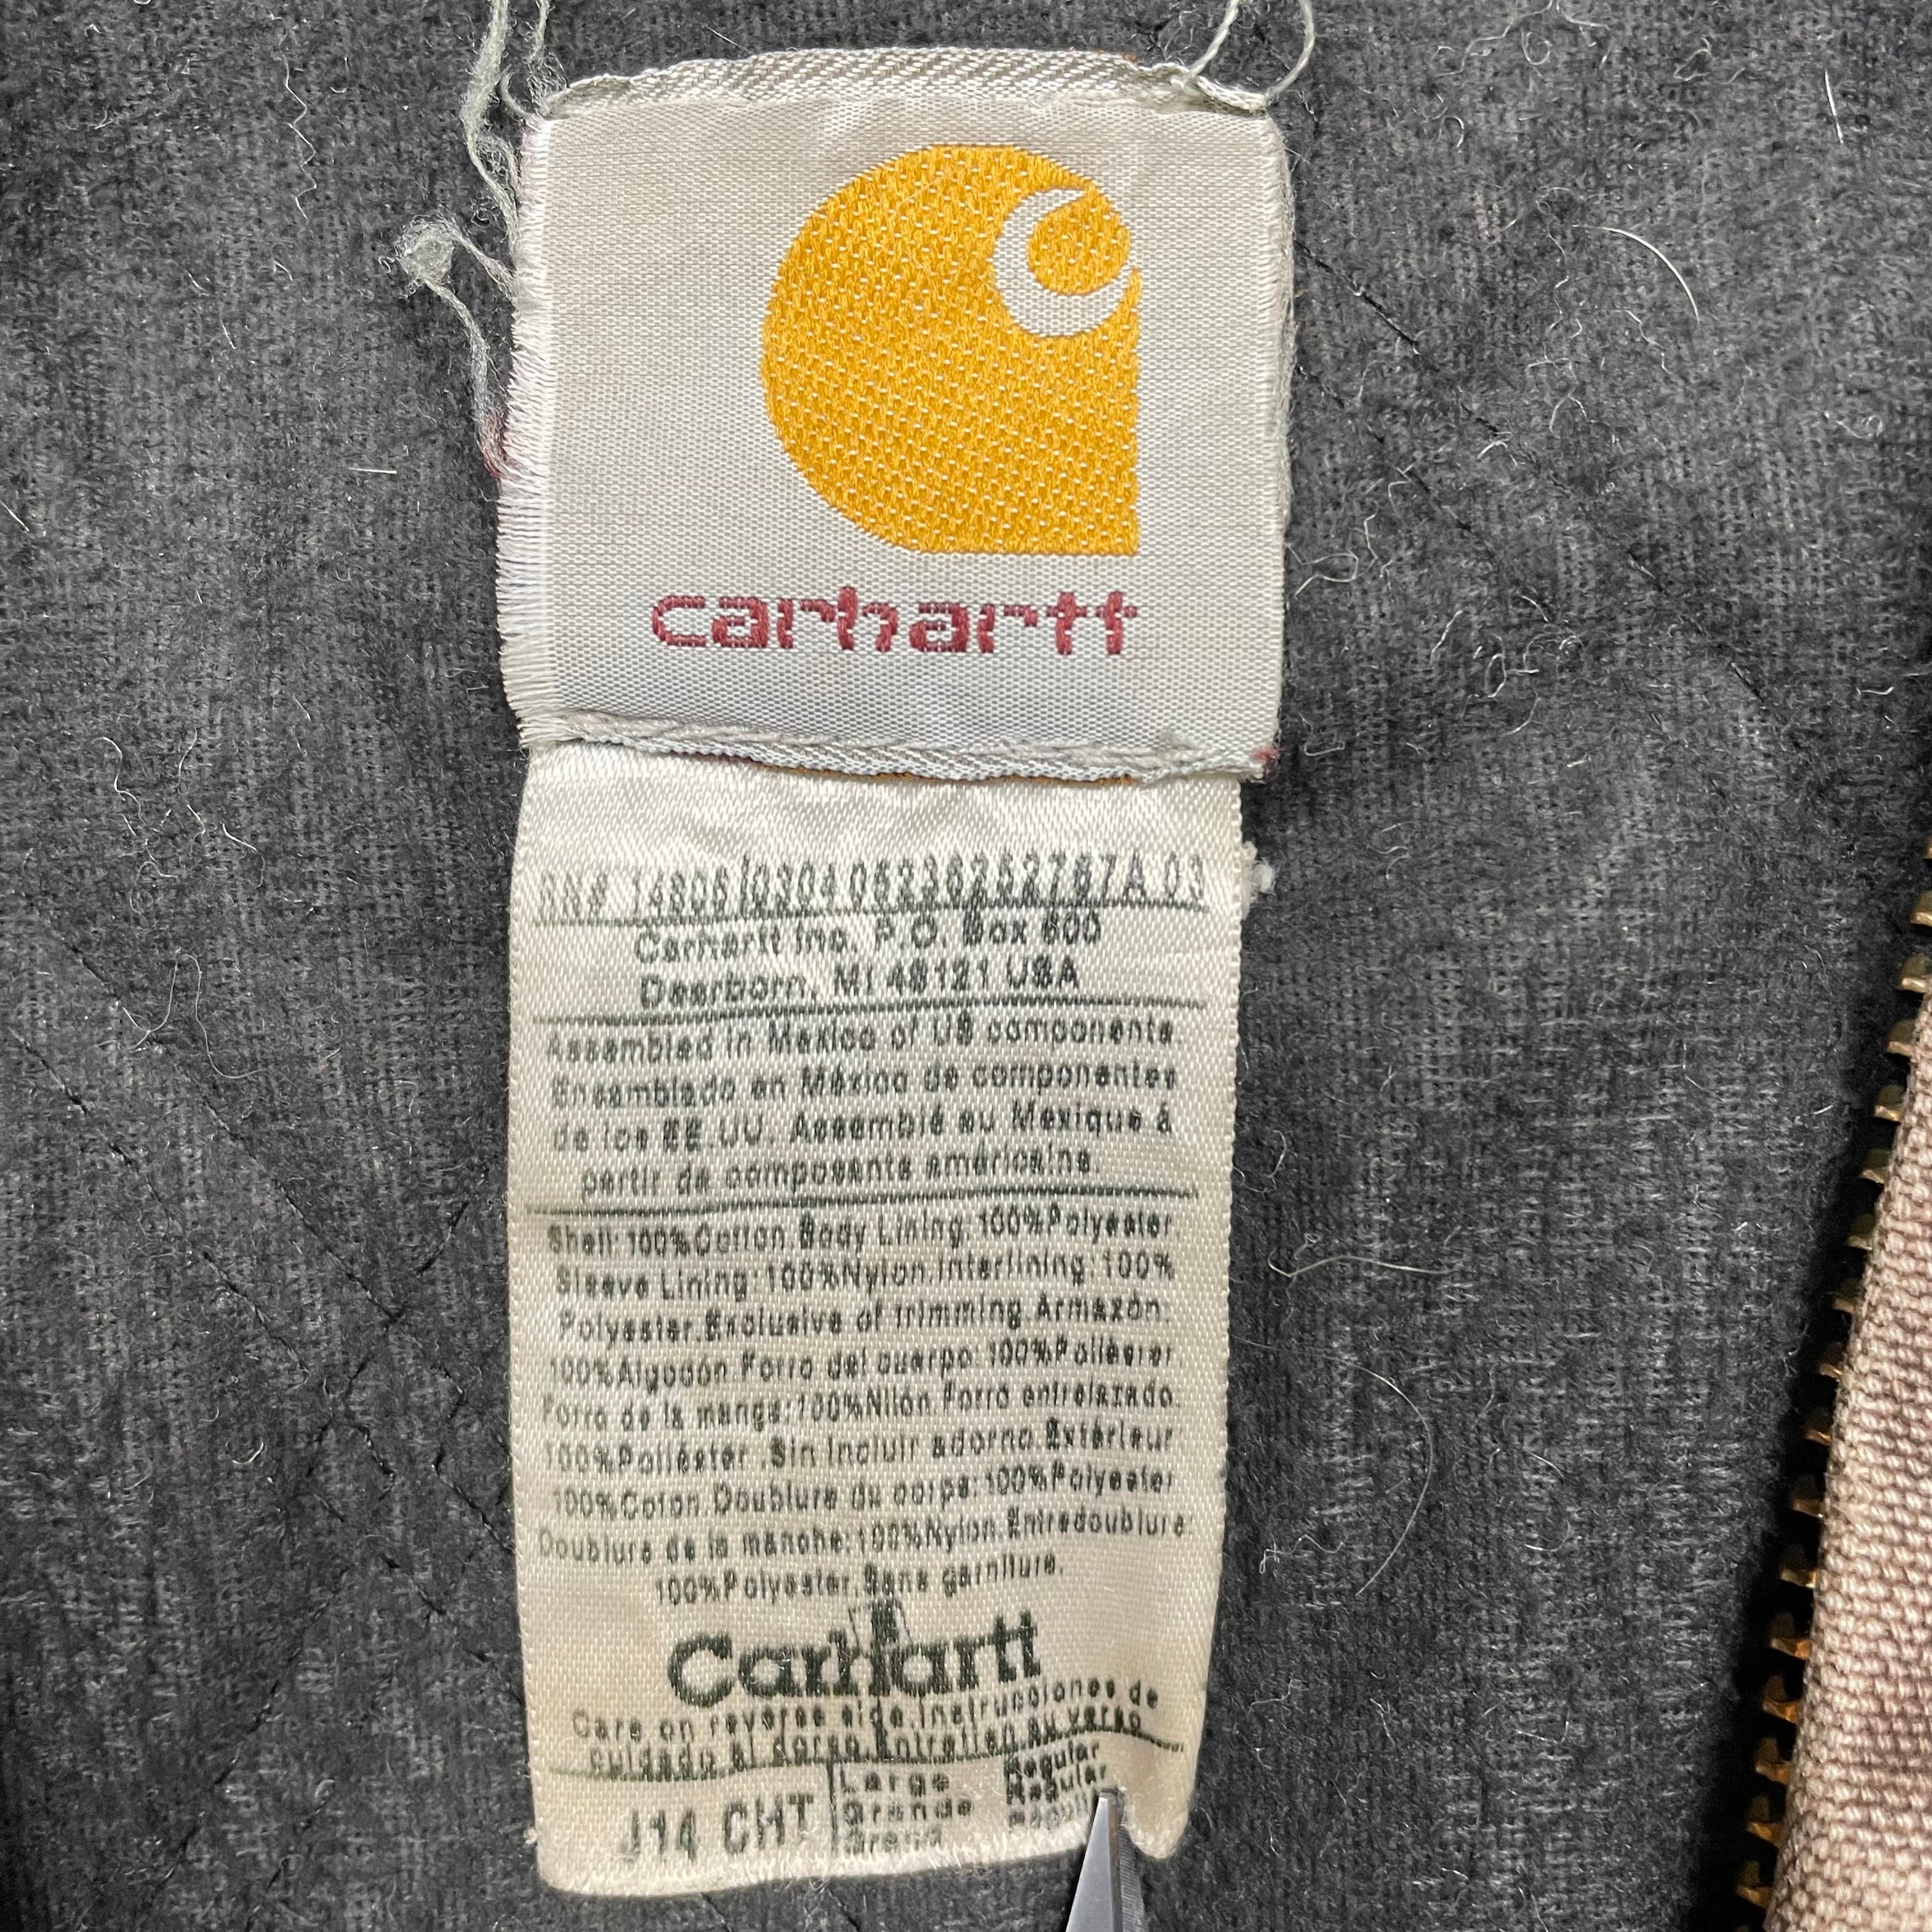 carhartt
RN# 14806/0304052362527 67A 03
Carhartt Inc. P.O. Box 600
Dearborn, MI 48121 USA
Assembled in Mexico of US components
Ensamblado en México de componentes
de los EE.UU. Assemblé au Mexique à
partir de composants américains.
Shell: 100%Cotton Body Lining: 100%Polyester
Sleeve Lining: 100%Nylon.Interlining: 100%
Polyester.Exclusive of trimming.Armazón:
100%Algodón.Forro del cuerpo: 100%Poliéster
Forro de la manga:100%Nilón.Forro entrelazado:
100%Poliéster .Sin incluir adorno.Extérieur
100%Coton.Doublure du corps:100%Polyester
Doublure de la manche:100%Nylon.Entredoublure:
100%Polyester.Sans garniture.
Carhartt
Care on reverse side.Instrucciones de
cuidado al dorso.Entretien au verso
J14 CHT Large Regular
Grande Regular
Grand